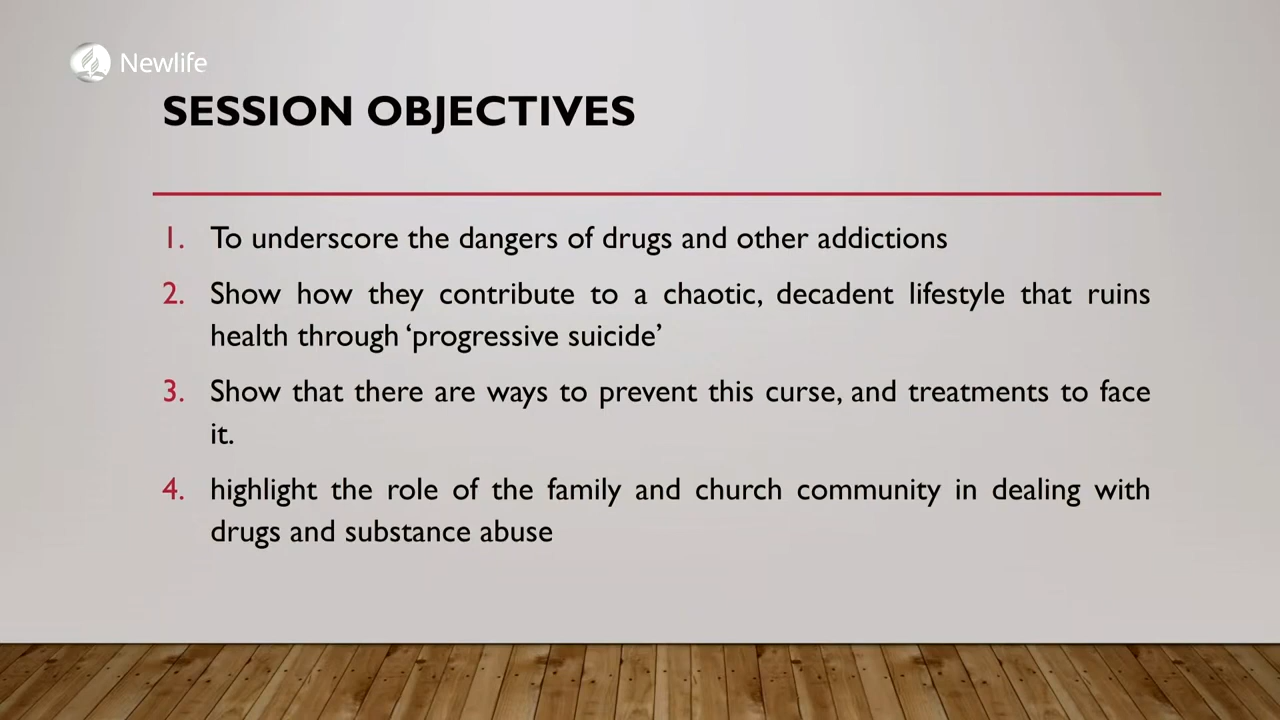 Newlife
SESSION OBJECTIVES
1. To underscore the dangers of drugs and other addictions
2. Show how they contribute to a chaotic, decadent lifestyle that ruins
health through ‘progressive suicide’
3. Show that there are ways to prevent this curse, and treatments to face
it.
4. highlight the role of the family and church community in dealing with
drugs and substance abuse